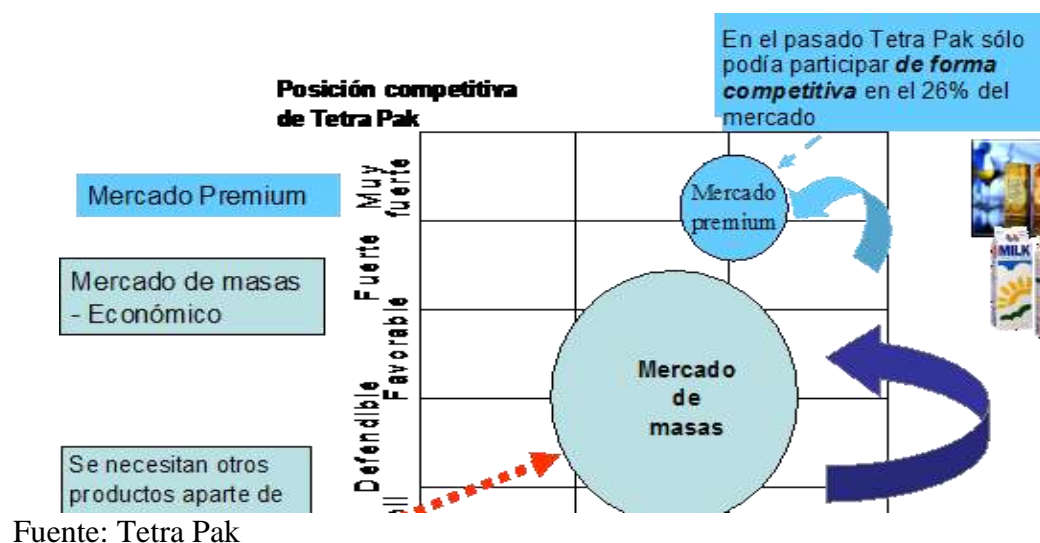 En el pasado Tetra Pak sólo
podía participar de forma
competitiva en el 26% del
mercado
Posición competitiva
de Tetra Pak
Mercado Premium
Muy
fuerte
Mercado
premium
Fuerte
MILK
Mercado de masas
- Económico
Favorable
Mercado
de
masas
Defendible
Se necesitan otros
productos aparte de
Fuente: Tetra Pak